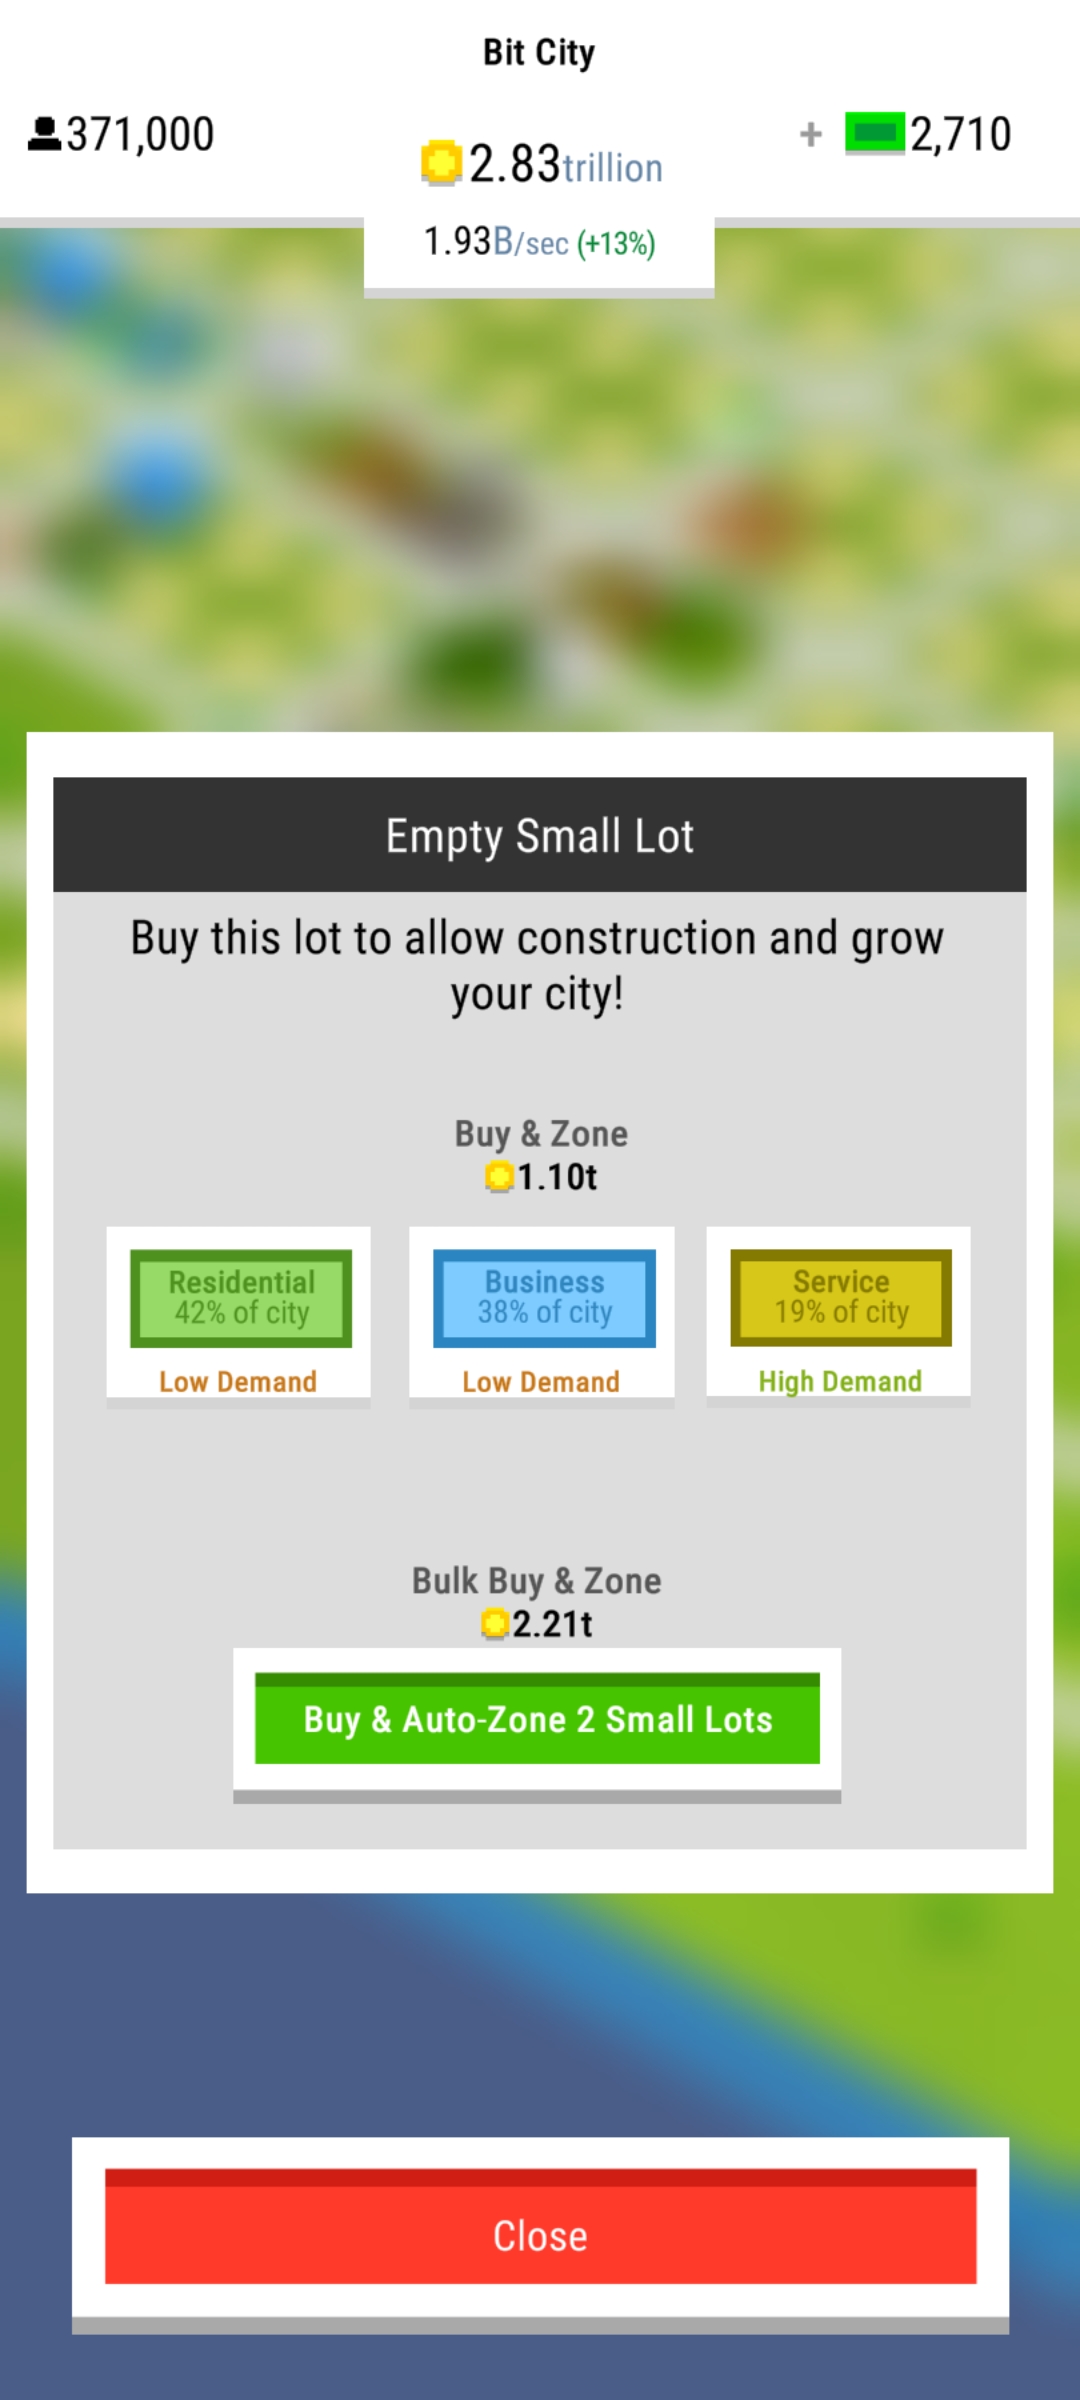 Bit City
371,000
2.83trillion
+ 2,710
1.93B/sec (+13%)
Empty Small Lot
Buy this lot to allow construction and grow
your city!
Buy & Zone
1.10t
Residential
42% of city
Low Demand
Business
38% of city
Low Demand
Service
19% of city
High Demand
Bulk Buy & Zone
2.21t
Buy & Auto-Zone 2 Small Lots
Close